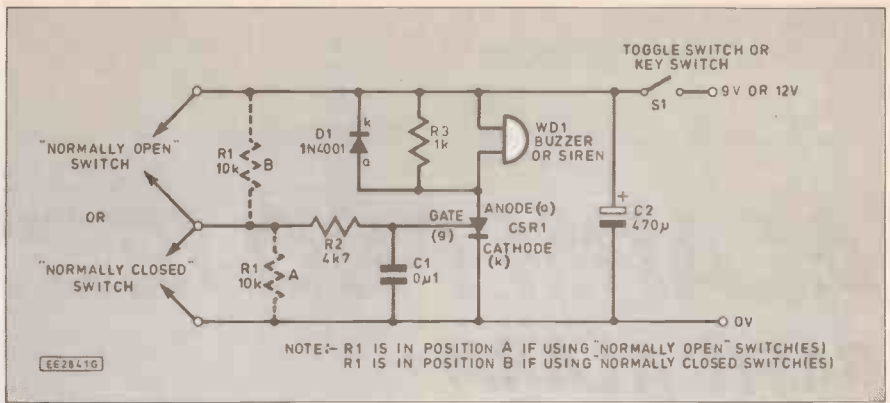 TOGGLE SWITCH OR
KEY SWITCH
S1
9V OR 12V
"NORMALLY OPEN"
SWITCH
OR
"NORMALLY CLOSED"
SWITCH
R1
10k
B
R1
10k
A
R2
4k7
C1
0µ1
D1
1N4001
k
a
R3
1k
WD1
BUZZER
OR SIREN
GATE
(g)
ANODE(a)
CSR1
CATHODE
(k)
+
C2
470µ
0V
NOTE:- R1 IS IN POSITION A IF USING "NORMALLY OPEN" SWITCH(ES)
R1 IS IN POSITION B IF USING "NORMALLY CLOSED SWITCH(ES)
EE2841G